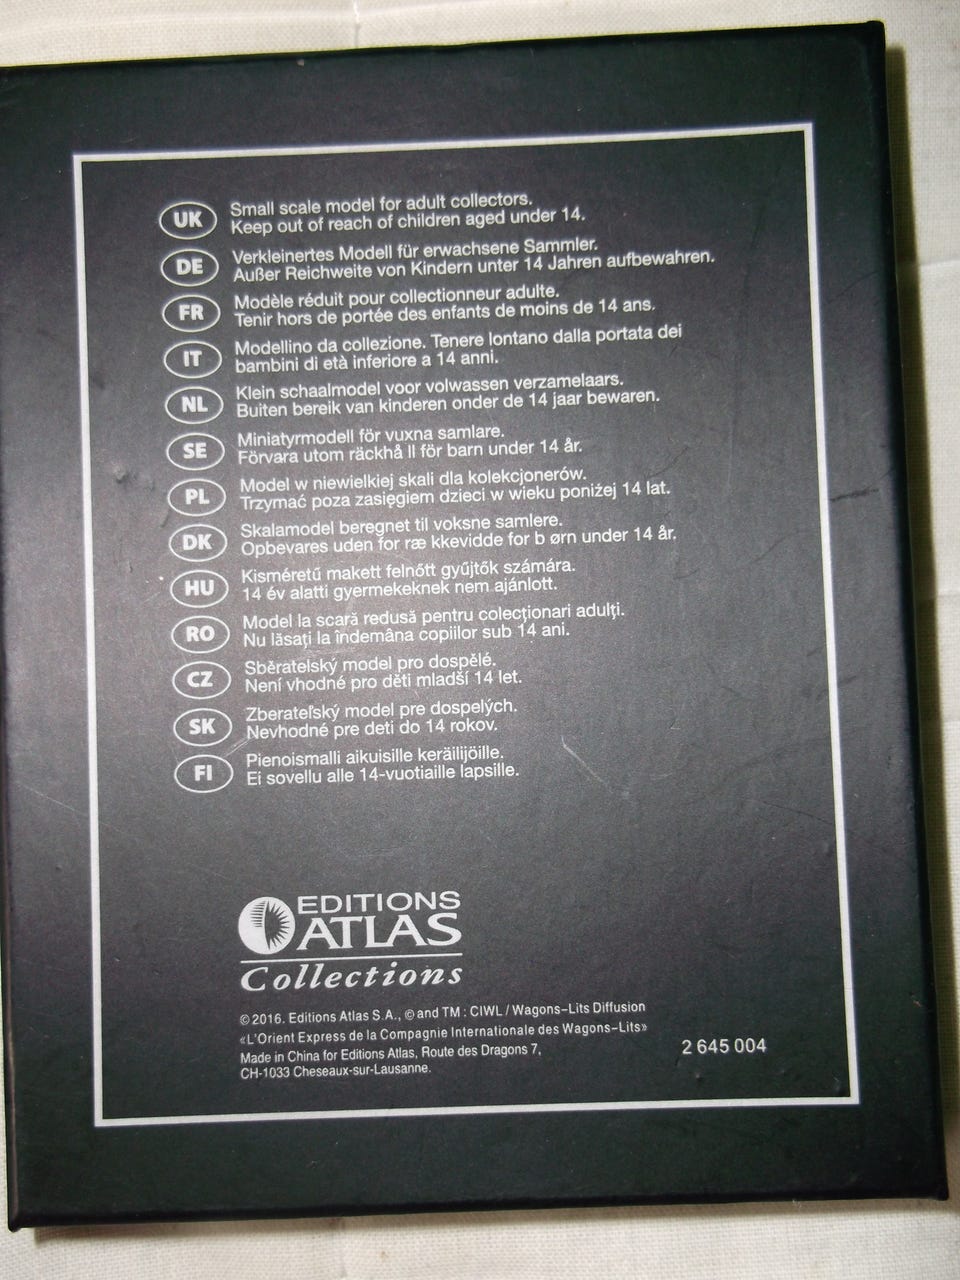 UK Small scale model for adult collectors.
Keep out of reach of children aged under 14.
DE Verkleinertes Modell für erwachsene Sammler.
Außer Reichweite von Kindern unter 14 Jahren aufbewahren.
FR Modèle réduit pour collectionneur adulte.
Tenir hors de portée des enfants de moins de 14 ans.
IT Modellino da collezione. Tenere lontano dalla portata dei
bambini di età inferiore a 14 anni.
NL Klein schaalmodel voor volwassen verzamelaars.
Buiten bereik van kinderen onder de 14 jaar bewaren.
SE Miniatyrmodell för vuxna samlare.
Förvara utom räckhå ll för barn under 14 år.
PL Model w niewielkiej skali dla kolekcjonerów.
Trzymać poza zasięgiem dzieci w wieku poniżej 14 lat.
DK Skalamodel beregnet til voksne samlere.
Opbevares uden for ræ kkevidde for b ørn under 14 år.
HU Kisméretű makett felnőtt gyűjtők számára.
14 év alatti gyermekeknek nem ajánlott.
RO Model la scară redusă pentru colecționari adulți.
Nu lăsați la îndemâna copiilor sub 14 ani.
CZ Sběratelský model pro dospělé.
Není vhodné pro děti mladší 14 let.
SK Zberateľský model pre dospelých.
Nevhodné pre deti do 14 rokov.
FI Pienoismalli aikuisille keräilijöille.
Ei sovellu alle 14-vuotiaille lapsille.
EDITIONS
ATLAS
Collections
© 2016. Editions Atlas S.A., © and TM : CIWL / Wagons-Lits Diffusion
«L'Orient Express de la Compagnie Internationale des Wagons-Lits»
Made in China for Editions Atlas, Route des Dragons 7,
CH-1033 Cheseaux-sur-Lausanne.
2 645 004